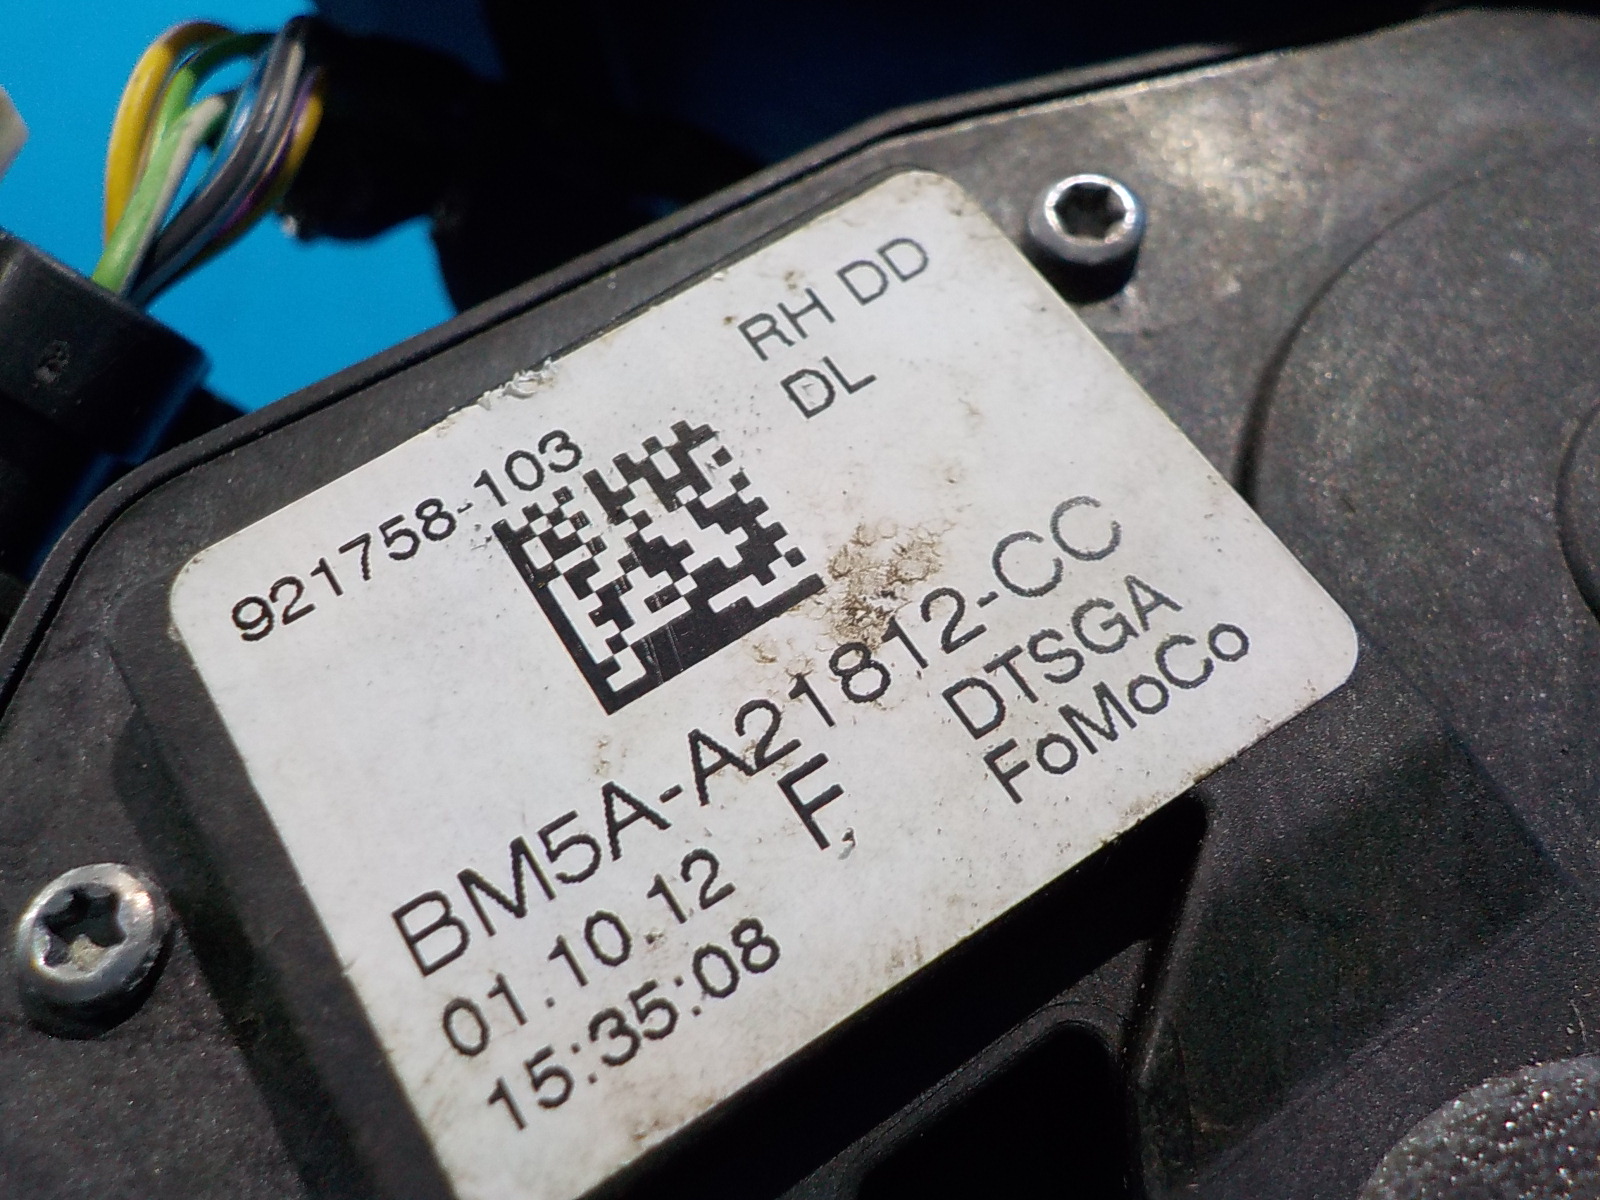 921758-103
RH DD
DL
BM5A-A21812-CC
01.10.12
F
DTSGA
15:35:08
FoMoCo